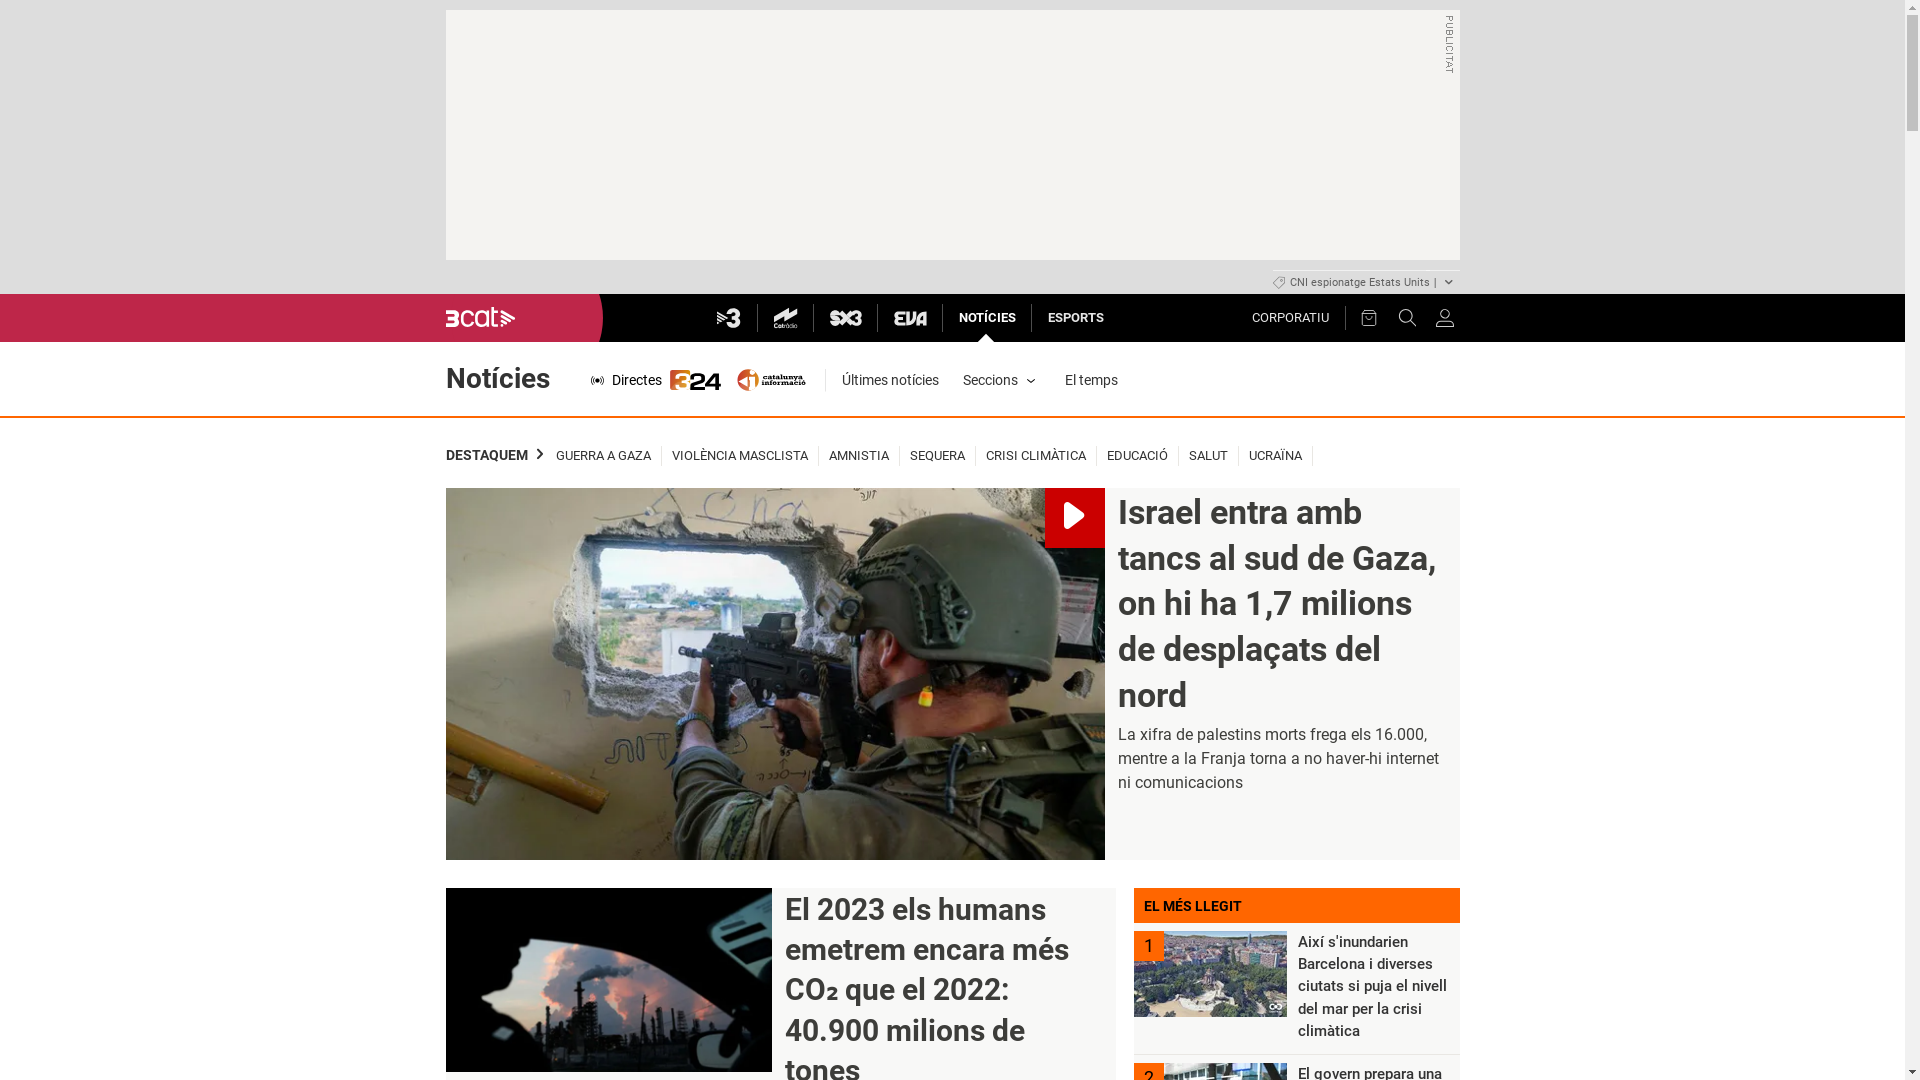 PUBLICITAT
CNI espionatge Estats Units |
3cat
3
Catràdio
SX3
EVA
NOTÍCIES
ESPORTS
CORPORATIU
Notícies
Directes
324
catalunya
informació
Últimes notícies
Seccions
El temps
DESTAQUEM
GUERRA A GAZA
VIOLÈNCIA MASCLISTA
AMNISTIA
SEQUERA
CRISI CLIMÀTICA
EDUCACIÓ
SALUT
UCRAÏNA
Israel entra amb
tancs al sud de Gaza,
on hi ha 1,7 milions
de desplaçats del
nord
La xifra de palestins morts frega els 16.000,
mentre a la Franja torna a no haver-hi internet
ni comunicacions
El 2023 els humans
emetrem encara més
CO₂ que el 2022:
40.900 milions de
tones
EL MÉS LLEGIT
1
Així s'inundarien
Barcelona i diverses
ciutats si puja el nivell
del mar per la crisi
climàtica
2
El govern prepara una